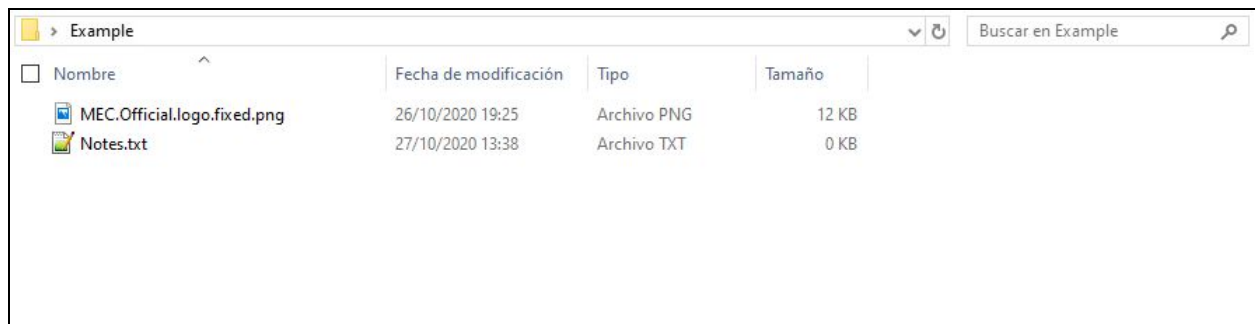 Example
Buscar en Example
Nombre Fecha de modificación Tipo Tamaño
MEC.Official.logo.fixed.png 26/10/2020 19:25 Archivo PNG 12 KB
Notes.txt 27/10/2020 13:38 Archivo TXT 0 KB